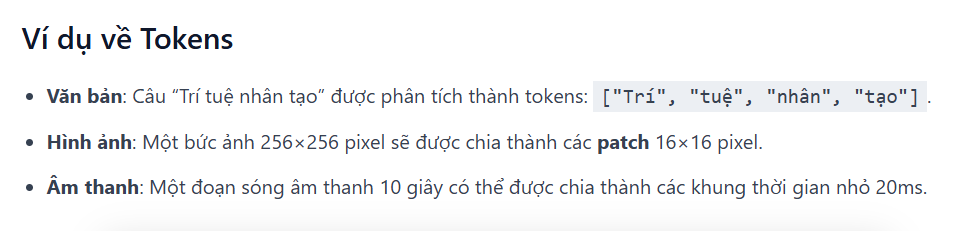 Ví dụ về Tokens
• Văn bản: Câu “Trí tuệ nhân tạo” được phân tích thành tokens: ["Trí", "tuệ", "nhân", "tạo"].
• Hình ảnh: Một bức ảnh 256×256 pixel sẽ được chia thành các patch 16×16 pixel.
• Âm thanh: Một đoạn sóng âm thanh 10 giây có thể được chia thành các khung thời gian nhỏ 20ms.